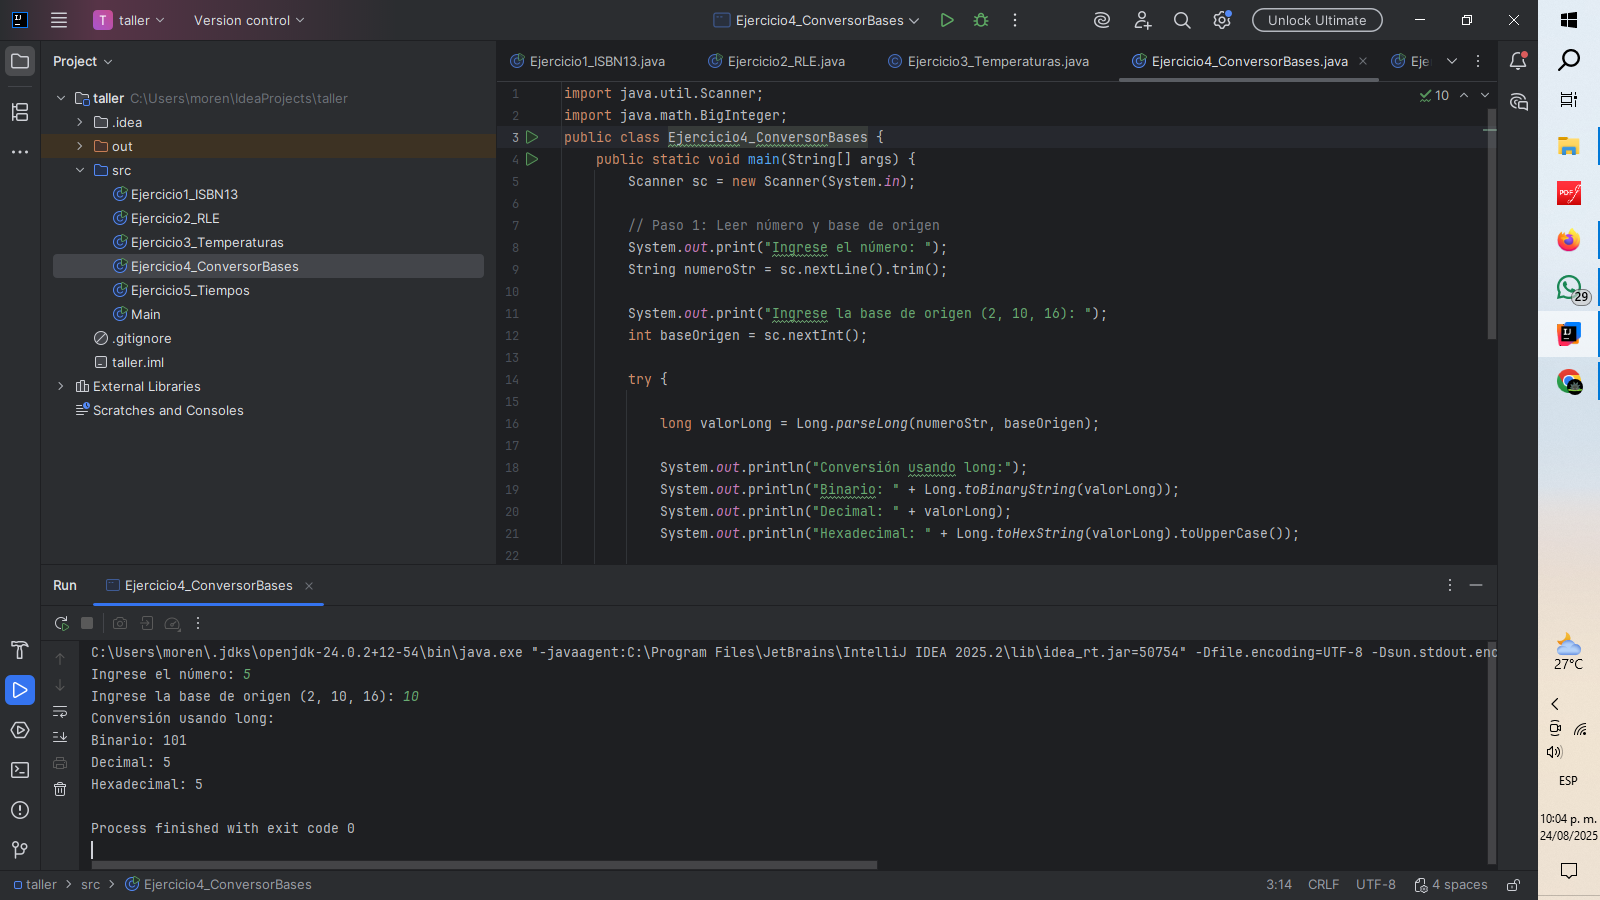 T taller
Version control
Ejercicio4_ConversorBases
Unlock Ultimate
Project
taller C:\Users\moren\IdeaProjects\taller
.idea
out
src
Ejercicio1_ISBN13
Ejercicio2_RLE
Ejercicio3_Temperaturas
Ejercicio4_ConversorBases
Ejercicio5_Tiempos
Main
.gitignore
taller.iml
External Libraries
Scratches and Consoles
Ejercicio1_ISBN13.java
Ejercicio2_RLE.java
Ejercicio3_Temperaturas.java
Ejercicio4_ConversorBases.java
Eje
10
1 import java.util.Scanner;
2 import java.math.BigInteger;
3 public class Ejercicio4_ConversorBases {
4 public static void main(String[] args) {
5 Scanner sc = new Scanner(System.in);
6
7 // Paso 1: Leer número y base de origen
8 System.out.print("Ingrese el número: ");
9 String numeroStr = sc.nextLine().trim();
10
11 System.out.print("Ingrese la base de origen (2, 10, 16): ");
12 int baseOrigen = sc.nextInt();
13
14 try {
15
16 long valorLong = Long.parseLong(numeroStr, baseOrigen);
17
18 System.out.println("Conversión usando long:");
19 System.out.println("Binario: " + Long.toBinaryString(valorLong));
20 System.out.println("Decimal: " + valorLong);
21 System.out.println("Hexadecimal: " + Long.toHexString(valorLong).toUpperCase());
22
Run
Ejercicio4_ConversorBases
C:\Users\moren\.jdks\openjdk-24.0.2+12-54\bin\java.exe "-javaagent:C:\Program Files\JetBrains\IntelliJ IDEA 2025.2\lib\idea_rt.jar=50754" -Dfile.encoding=UTF-8 -Dsun.stdout.enc
Ingrese el número: 5
Ingrese la base de origen (2, 10, 16): 10
Conversión usando long:
Binario: 101
Decimal: 5
Hexadecimal: 5
Process finished with exit code 0
taller > src > Ejercicio4_ConversorBases
3:14 CRLF UTF-8 4 spaces
PDF
29
27°C
ESP
10:04 p. m.
24/08/2025